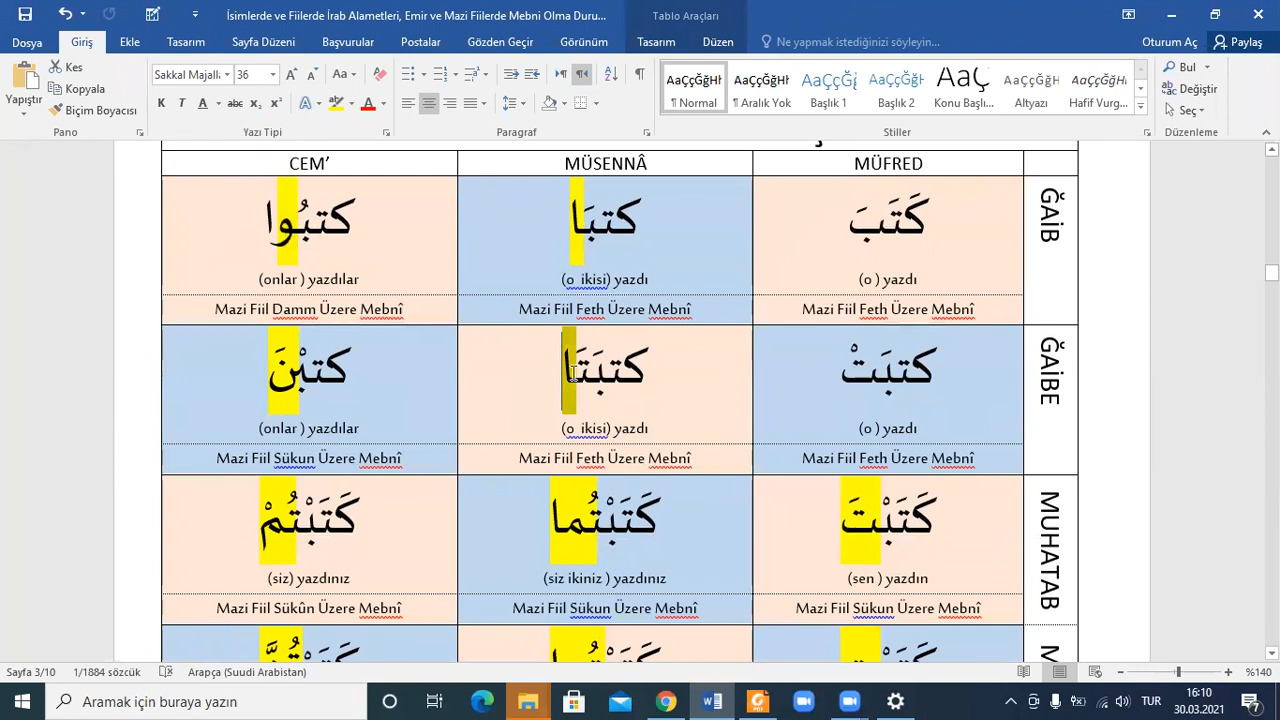 İsimlerde ve Fiilerde İrab Alametleri, Emir ve Mazi Fiilerde Mebni Olma Duru...
Tablo Araçları
Dosya Giriş Ekle Tasarım Sayfa Düzeni Başvurular Postalar Gözden Geçir Görünüm Tasarım Düzen Ne yapmak istediğinizi söyleyin... Oturum Aç Paylaş
Yapıştır
Kes
Kopyala
Biçim Boyacısı
Pano
Sakkal Majall 36
Yazı Tipi
Paragraf
AaÇçĞğHł AaÇçĞğHł AaÇçĞğ AaÇçĞğ AaÇ AaÇçĞğH AaÇçĞğHł
¶ Normal ¶ Aralık Yok Başlık 1 Başlık 2 Konu Başlı... Altyazı Hafif Vurg...
Stiller
Bul
Değiştir
Seç
Düzenleme
CEM’ MÜSENNÂ MÜFRED
ĞAİB
كتبُوا كتبَا كَتَبَ
(onlar ) yazdılar (o ikisi) yazdı (o ) yazdı
Mazi Fiil Damm Üzere Mebnî Mazi Fiil Feth Üzere Mebnî Mazi Fiil Feth Üzere Mebnî
ĞAİBE
كتبْنَ كتبَتَا كتبَتْ
(onlar ) yazdılar (o ikisi) yazdı (o ) yazdı
Mazi Fiil Sükun Üzere Mebnî Mazi Fiil Feth Üzere Mebnî Mazi Fiil Feth Üzere Mebnî
MUHATAB
كَتَبْتُمْ كَتَبْتُما كَتَبْتَ
(siz) yazdınız (siz ikiniz ) yazdınız (sen ) yazdın
Mazi Fiil Sükûn Üzere Mebnî Mazi Fiil Sükun Üzere Mebnî Mazi Fiil Sükun Üzere Mebnî
Sayfa 3/10 1/1884 sözcük Arapça (Suudi Arabistan) %140
Aramak için buraya yazın TUR 16:10
30.03.2021